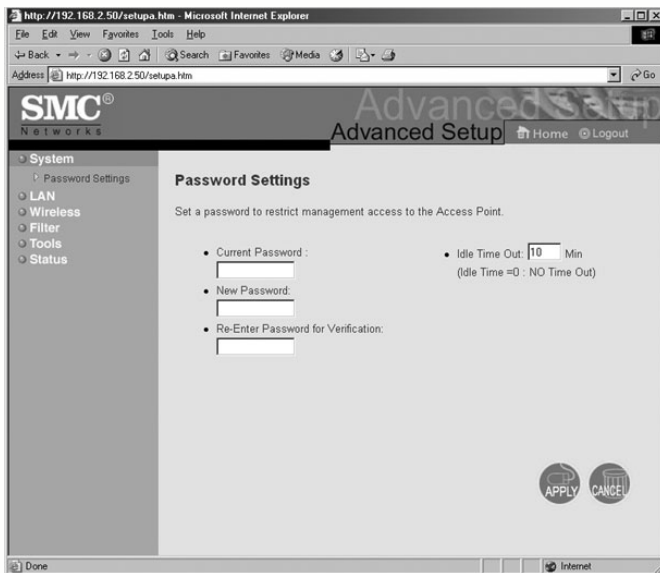 http://192.168.2.50/setupa.htm - Microsoft Internet Explorer
File Edit View Favorites Tools Help
Back Search Favorites Media
Address http://192.168.2.50/setupa.htm Go
SMC®
Networks
Advanced Setup
Advanced Setup Home Logout
System
Password Settings
LAN
Wireless
Filter
Tools
Status
Password Settings
Set a password to restrict management access to the Access Point.
Current Password :
New Password:
Re-Enter Password for Verification:
Idle Time Out: 10 Min
(Idle Time =0 : NO Time Out)
APPLY CANCEL
Done Internet